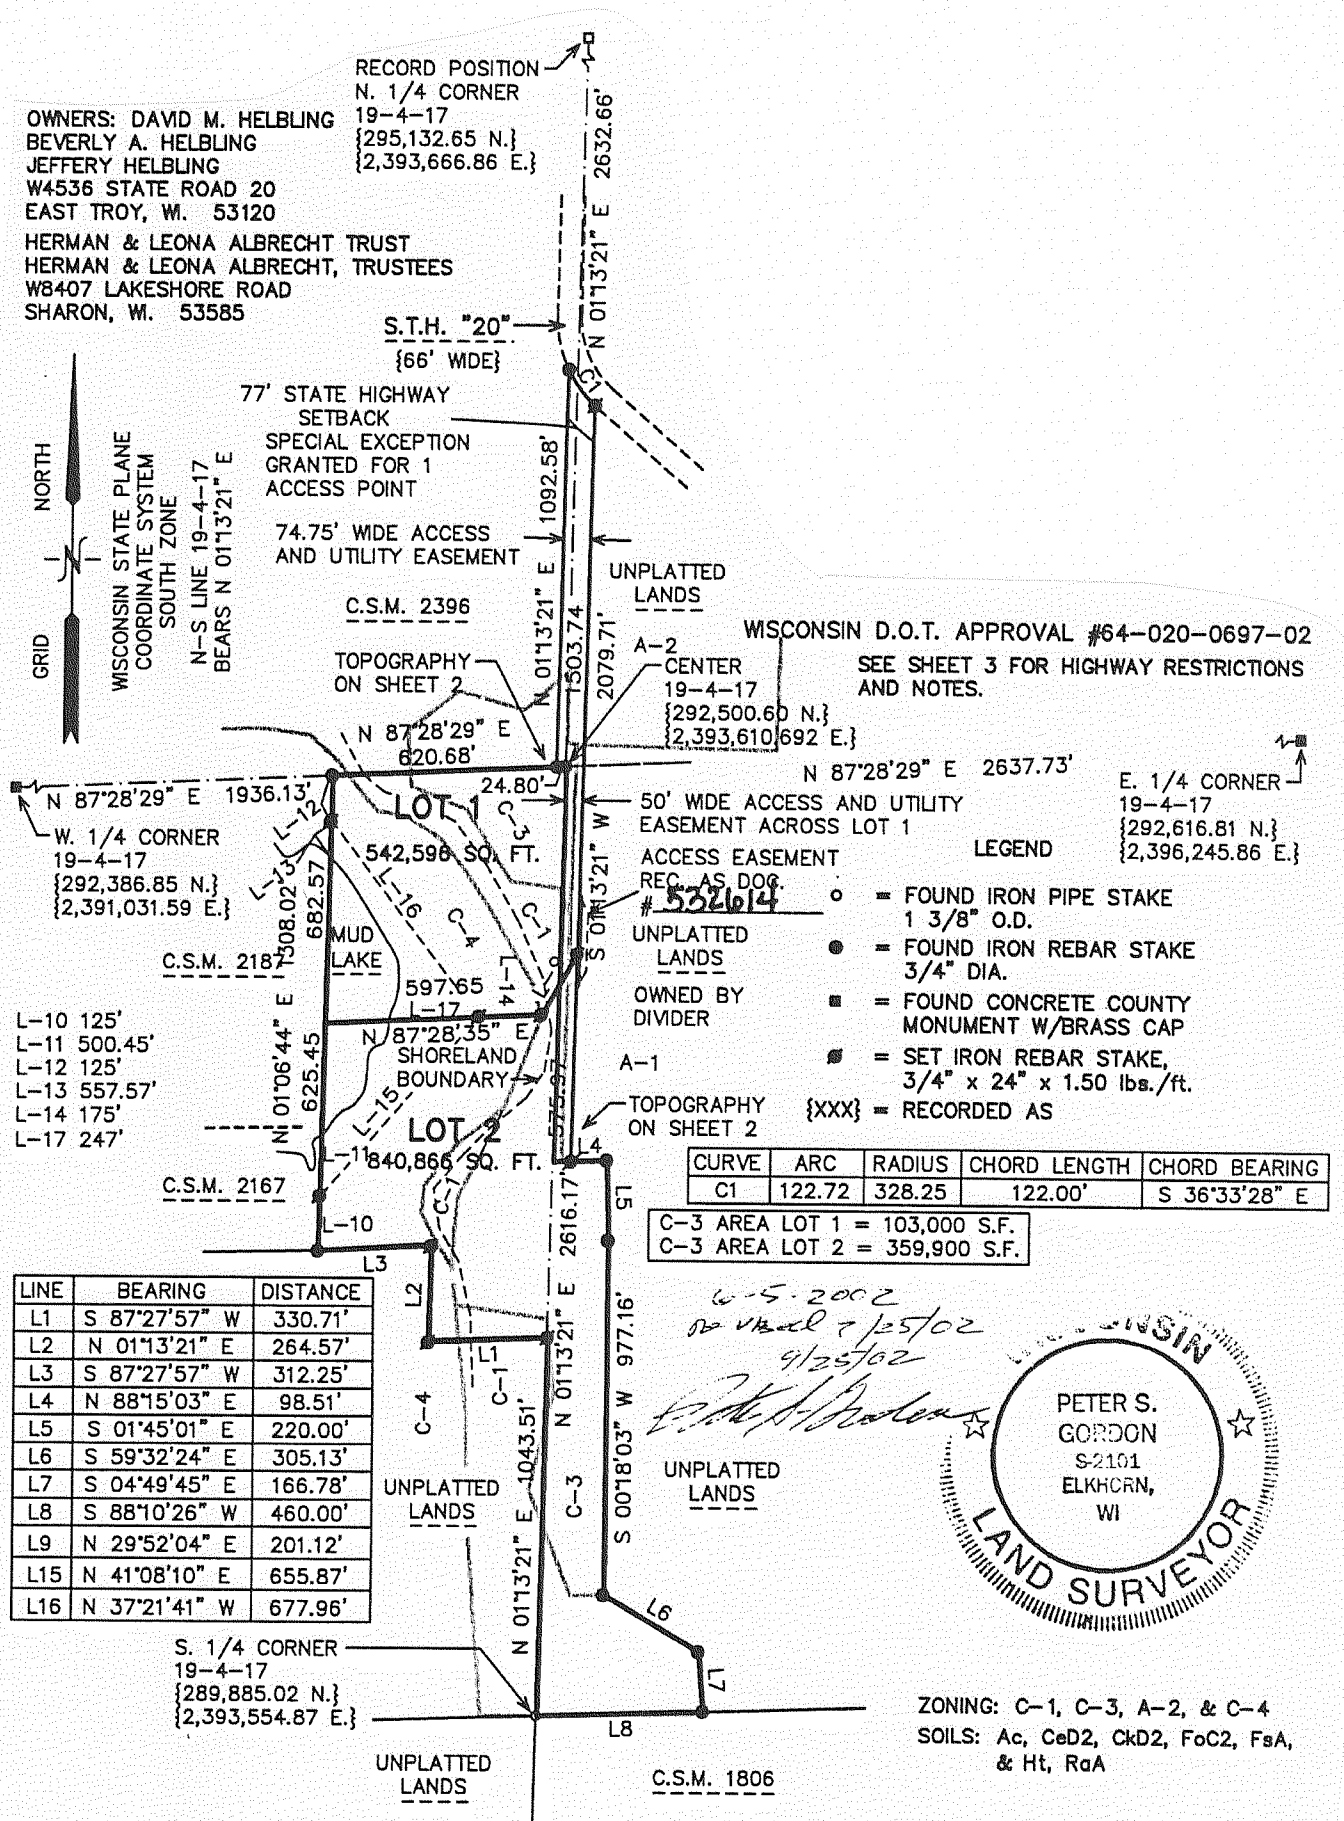 RECORD POSITION
N. 1/4 CORNER
19-4-17
{295,132.65 N.}
{2,393,666.86 E.}
OWNERS: DAVID M. HELBLING
BEVERLY A. HELBLING
JEFFERY HELBLING
W4536 STATE ROAD 20
EAST TROY, WI. 53120
HERMAN & LEONA ALBRECHT TRUST
HERMAN & LEONA ALBRECHT, TRUSTEES
W8407 LAKESHORE ROAD
SHARON, WI. 53585
N 01°13'21" E 2632.66'
S.T.H. "20"
{66' WIDE}
C1
77' STATE HIGHWAY
SETBACK
SPECIAL EXCEPTION
GRANTED FOR 1
ACCESS POINT
74.75' WIDE ACCESS
AND UTILITY EASEMENT
NORTH
GRID
N
WISCONSIN STATE PLANE
COORDINATE SYSTEM
SOUTH ZONE
N-S LINE 19-4-17
BEARS N 01°13'21" E
N 01°13'21" E 1092.58'
1503.74
2079.71'
UNPLATTED
LANDS
C.S.M. 2396
TOPOGRAPHY
ON SHEET 2
A-2
CENTER
19-4-17
{292,500.60 N.}
{2,393,610.692 E.}
WISCONSIN D.O.T. APPROVAL #64-020-0697-02
SEE SHEET 3 FOR HIGHWAY RESTRICTIONS
AND NOTES.
N 87°28'29" E
620.68'
24.80'
N 87°28'29" E 1936.13'
N 87°28'29" E 2637.73'
W. 1/4 CORNER
19-4-17
{292,386.85 N.}
{2,391,031.59 E.}
E. 1/4 CORNER
19-4-17
{292,616.81 N.}
{2,396,245.86 E.}
L-12
L-13
LOT 1
542,596 SQ. FT.
C-3
C-1
C-4
L-16
L-14
50' WIDE ACCESS AND UTILITY
EASEMENT ACROSS LOT 1
S 01°13'21" W
ACCESS EASEMENT
REC. AS DOC.
# 532614
UNPLATTED
LANDS
OWNED BY
DIVIDER
A-1
LEGEND
o = FOUND IRON PIPE STAKE
1 3/8" O.D.
● = FOUND IRON REBAR STAKE
3/4" DIA.
■ = FOUND CONCRETE COUNTY
MONUMENT W/BRASS CAP
= SET IRON REBAR STAKE,
3/4" x 24" x 1.50 lbs./ft.
{XXX} = RECORDED AS
MUD
LAKE
C.S.M. 2187
N 01°06'44" E 1308.02
682.57
625.45
597.65
L-17
N 87°28'35" E
SHORELAND
BOUNDARY
575.97
L-10 125'
L-11 500.45'
L-12 125'
L-13 557.57'
L-14 175'
L-17 247'
L-15
L-11
LOT 2
840,866 SQ. FT.
C-1
TOPOGRAPHY
ON SHEET 2
L4
L5
C.S.M. 2167
L-10
L3
L2
L1
C-1
C-4
CURVE ARC RADIUS CHORD LENGTH CHORD BEARING
C1 122.72 328.25 122.00' S 36°33'28" E
C-3 AREA LOT 1 = 103,000 S.F.
C-3 AREA LOT 2 = 359,900 S.F.
N 01°13'21" E 2616.17'
S 00°18'03" W 977.16'
N 01°13'21" E 1043.51'
C-3
LINE BEARING DISTANCE
L1 S 87°27'57" W 330.71'
L2 N 01°13'21" E 264.57'
L3 S 87°27'57" W 312.25'
L4 N 88°15'03" E 98.51'
L5 S 01°45'01" E 220.00'
L6 S 59°32'24" E 305.13'
L7 S 04°49'45" E 166.78'
L8 S 88°10'26" W 460.00'
L9 N 29°52'04" E 201.12'
L15 N 41°08'10" E 655.87'
L16 N 37°21'41" W 677.96'
6-5-2002
7/25/02
9/25/02
WISCONSIN
PETER S.
GORDON
S-2101
ELKHORN,
WI
LAND SURVEYOR
UNPLATTED
LANDS
UNPLATTED
LANDS
L6
L7
L8
S. 1/4 CORNER
19-4-17
{289,885.02 N.}
{2,393,554.87 E.}
UNPLATTED
LANDS
C.S.M. 1806
ZONING: C-1, C-3, A-2, & C-4
SOILS: Ac, CeD2, CkD2, FoC2, FsA,
& Ht, RaA